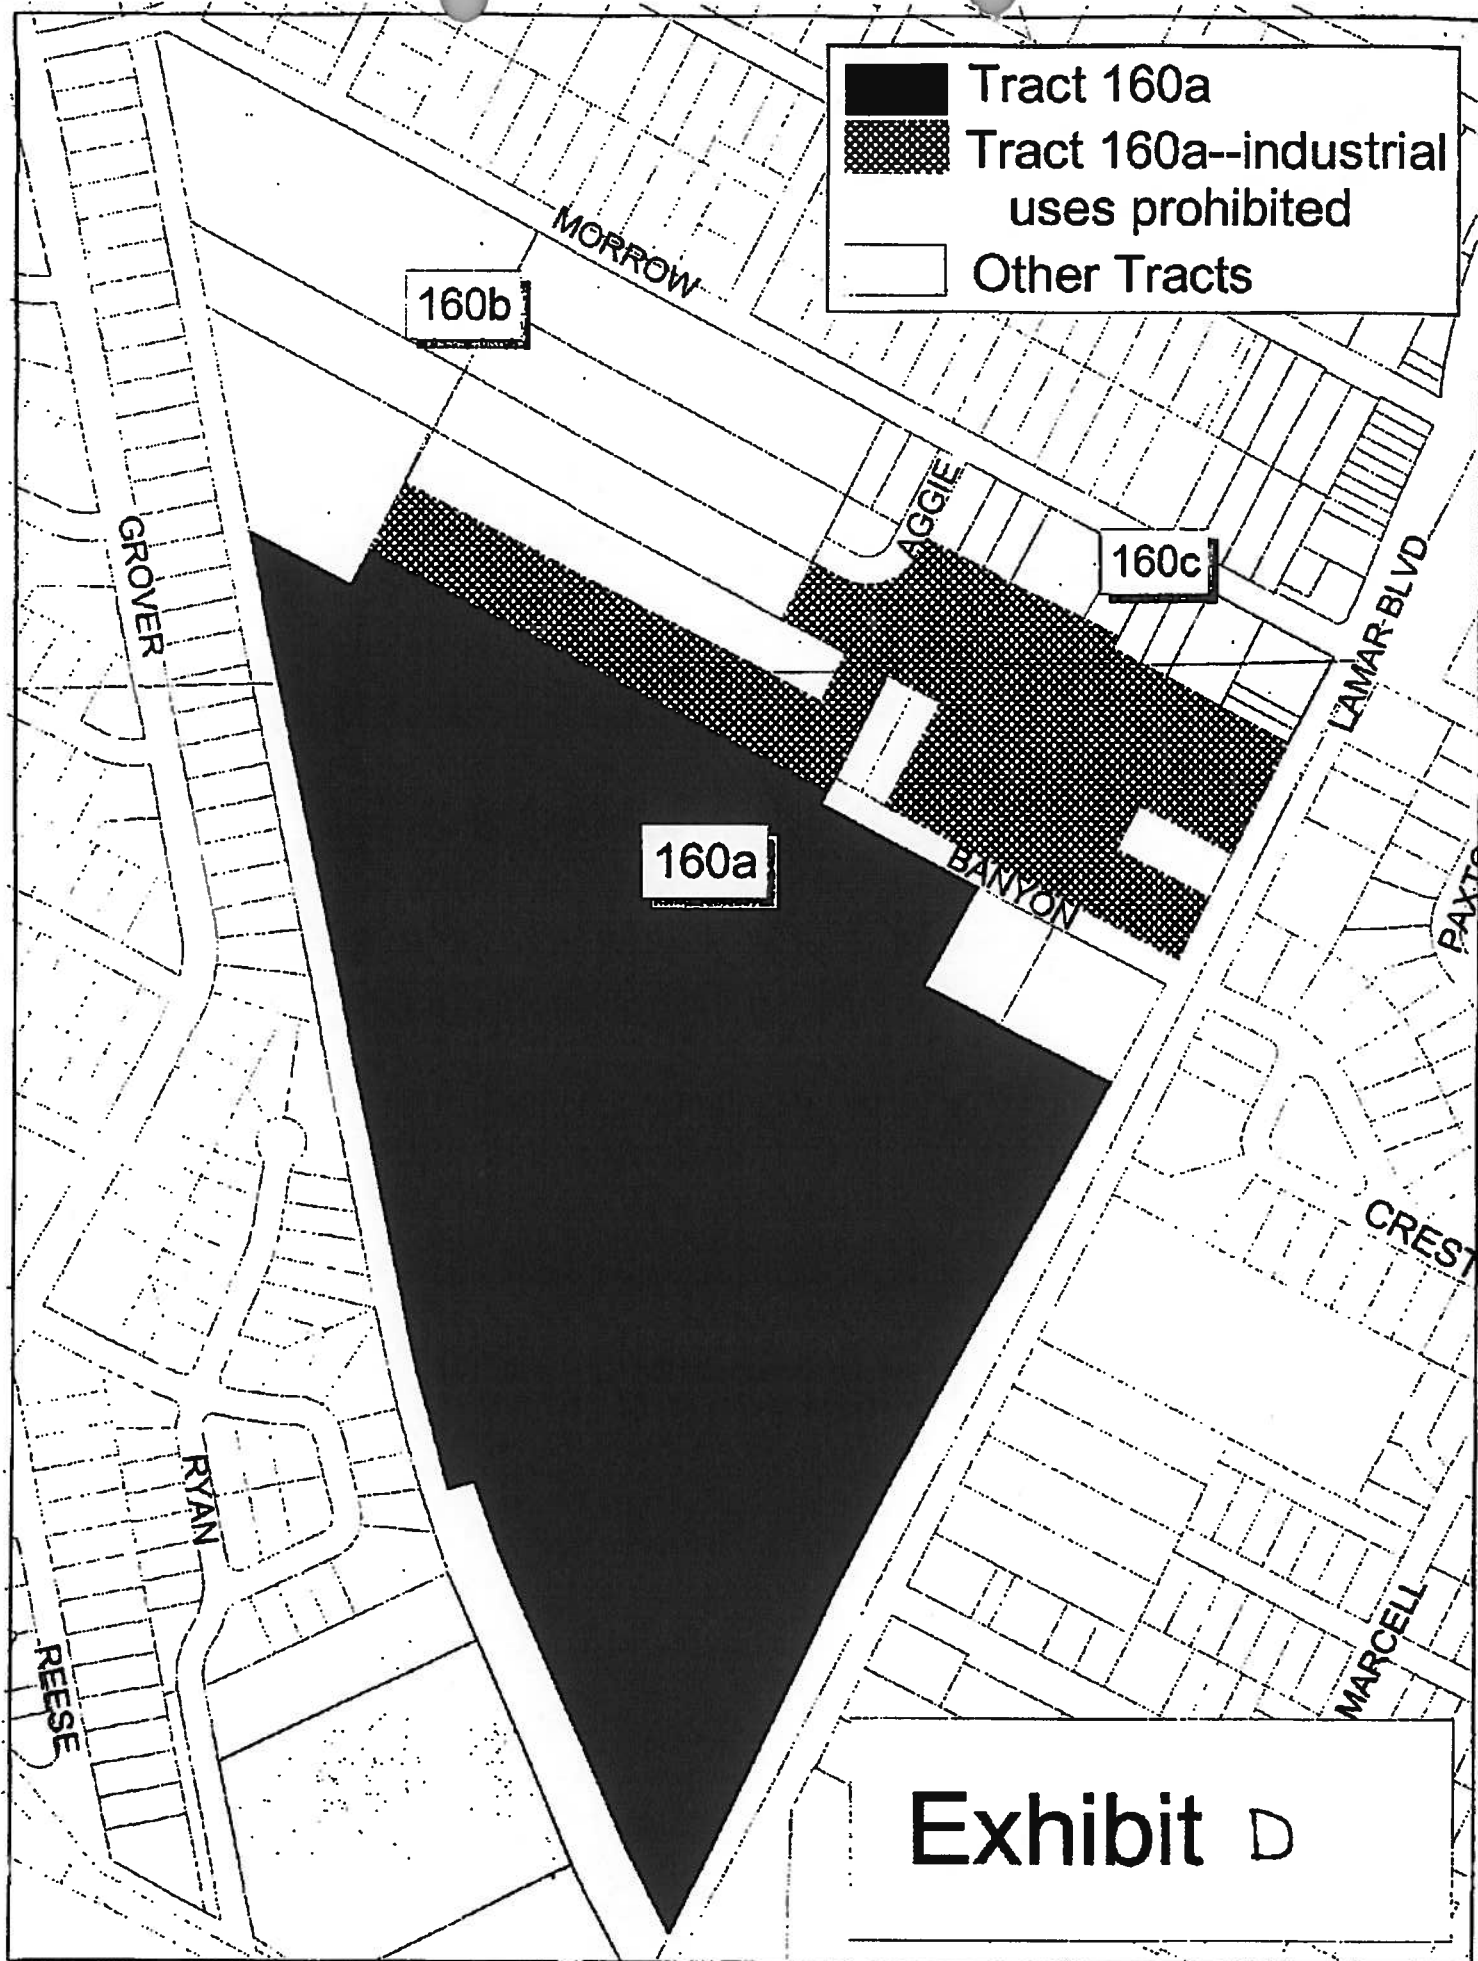 Tract 160a
Tract 160a--industrial
uses prohibited
Other Tracts
MORROW
160b
AGGIE
160c
GROVER
LAMAR-BLVD
160a
BANYON
CREST
RYAN
MARCELL
REESE
Exhibit D